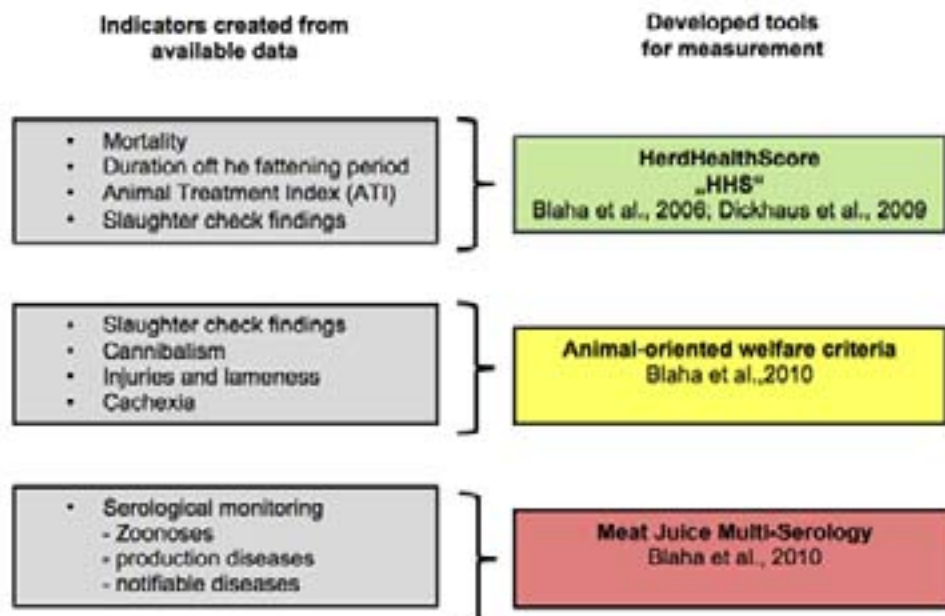 Indicators created from
available data
Developed tools
for measurement
• Mortality
• Duration oft he fattening period
• Animal Treatment Index (ATI)
• Slaughter check findings
HerdHealthScore
„HHS“
Blaha et al., 2006; Dickhaus et al., 2009
• Slaughter check findings
• Cannibalism
• Injuries and lameness
• Cachexia
Animal-oriented welfare criteria
Blaha et al.,2010
• Serological monitoring
- Zoonoses
- production diseases
- notifiable diseases
Meat Juice Multi-Serology
Blaha et al., 2010